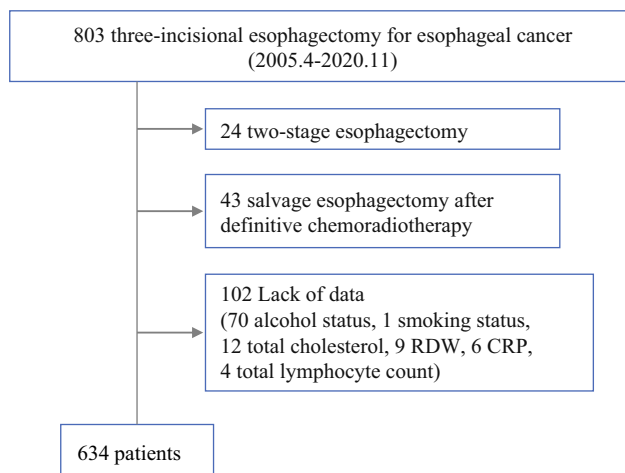 803 three-incisional esophagectomy for esophageal cancer
(2005.4-2020.11)
24 two-stage esophagectomy
43 salvage esophagectomy after
definitive chemoradiotherapy
102 Lack of data
(70 alcohol status, 1 smoking status,
12 total cholesterol, 9 RDW, 6 CRP,
4 total lymphocyte count)
634 patients